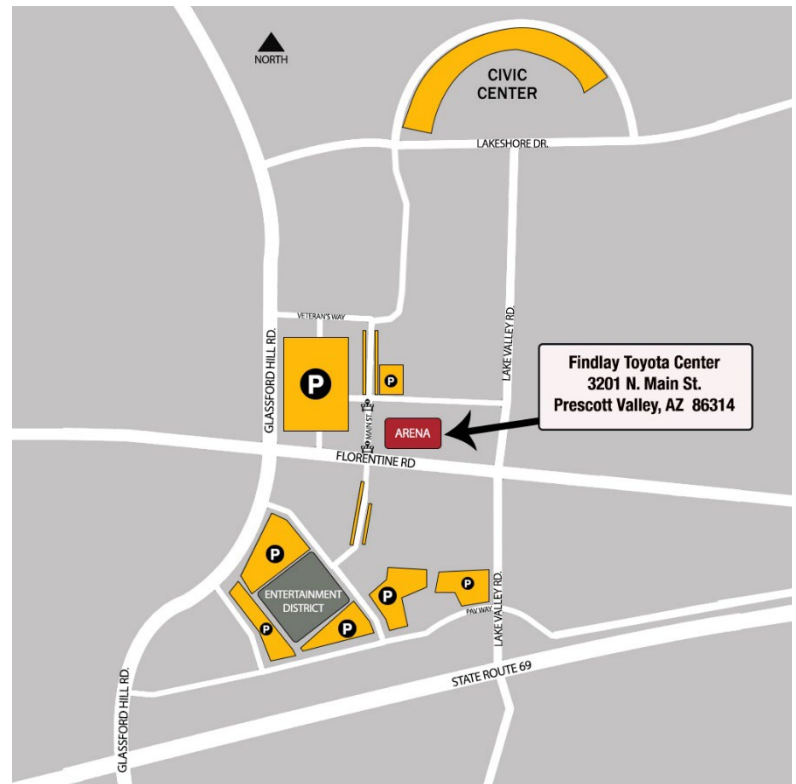 NORTH
CIVIC
CENTER
LAKESHORE DR.
VETERAN'S WAY
GLASSFORD HILL RD.
LAKE VALLEY RD.
P
P
MAIN ST.
ARENA
Findlay Toyota Center
3201 N. Main St.
Prescott Valley, AZ 86314
FLORENTINE RD
P
ENTERTAINMENT
DISTRICT
P
P
P
P
PAV WAY
LAKE VALLEY RD.
STATE ROUTE 69
GLASSFORD HILL RD.